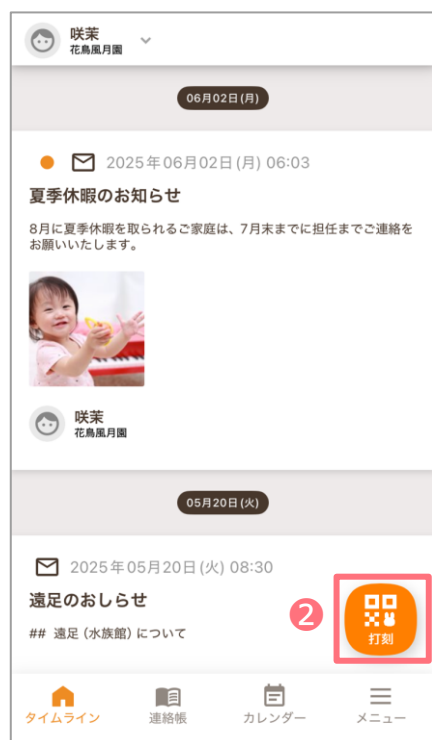 咲茉
花鳥風月園
06月02日(月)
2025年06月02日(月) 06:03
夏季休暇のお知らせ
8月に夏季休暇を取られるご家庭は、7月末までに担任までご連絡を
お願いいたします。
咲茉
花鳥風月園
05月20日(火)
2025年05月20日(火) 08:30
遠足のおしらせ
## 遠足(水族館)について
2
打刻
タイムライン
連絡帳
カレンダー
メニュー